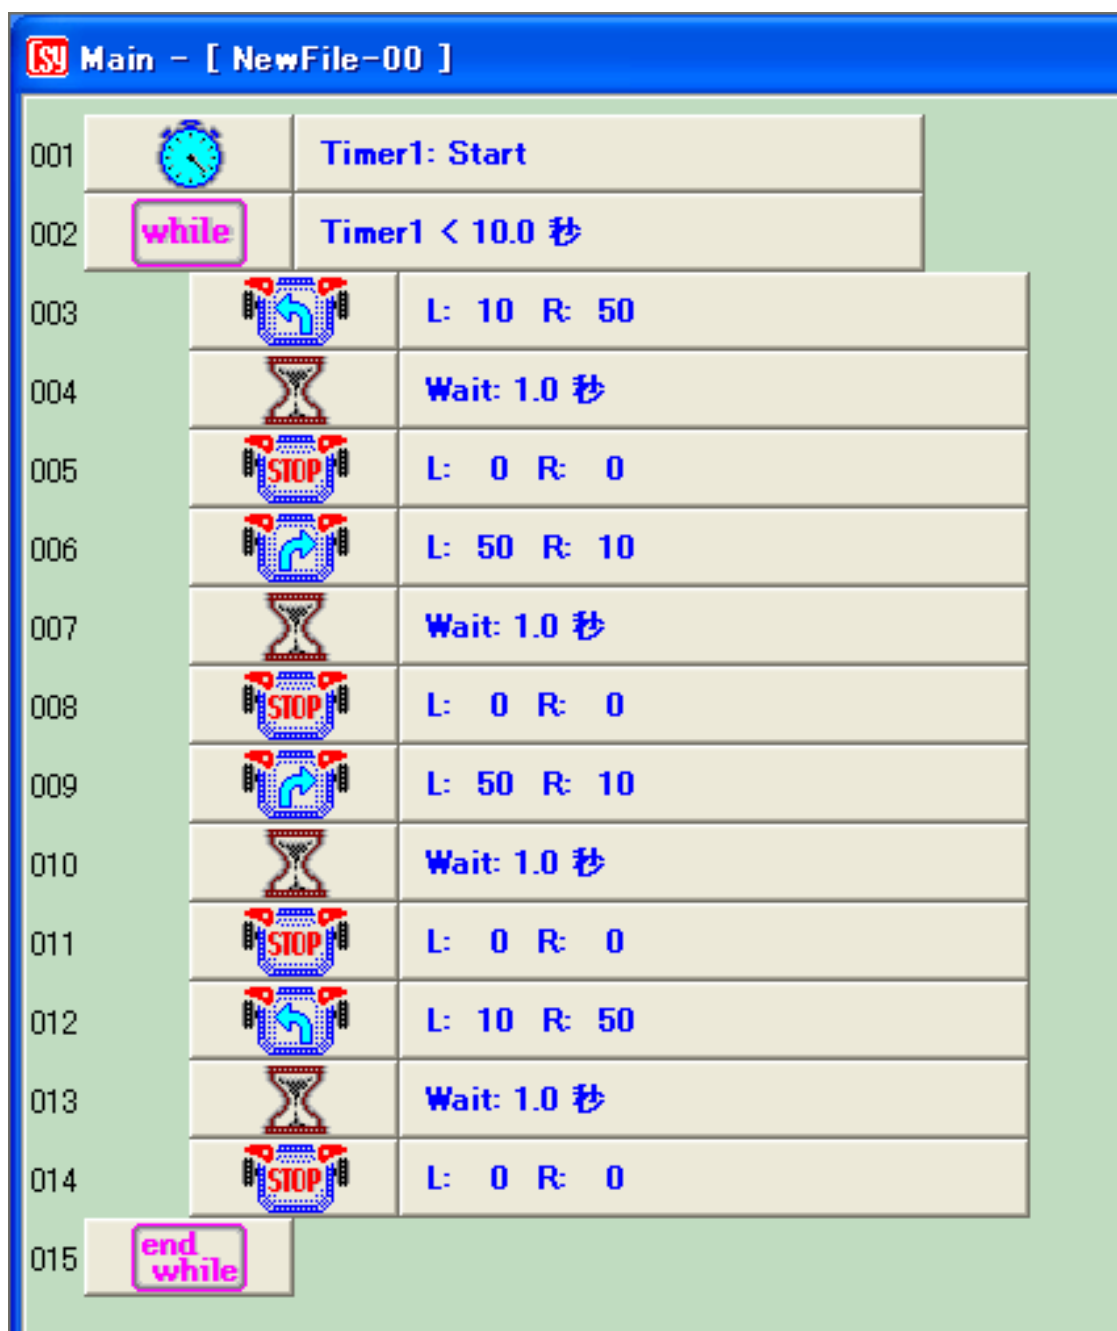 CSY Main - [ NewFile-00 ]
001 Timer1: Start
002 while Timer1 < 10.0 秒
003 L: 10 R: 50
004 Wait: 1.0 秒
005 STOP L: 0 R: 0
006 L: 50 R: 10
007 Wait: 1.0 秒
008 STOP L: 0 R: 0
009 L: 50 R: 10
010 Wait: 1.0 秒
011 STOP L: 0 R: 0
012 L: 10 R: 50
013 Wait: 1.0 秒
014 STOP L: 0 R: 0
015 end
while